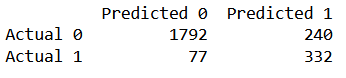 Predicted 0 Predicted 1
Actual 0 1792 240
Actual 1 77 332